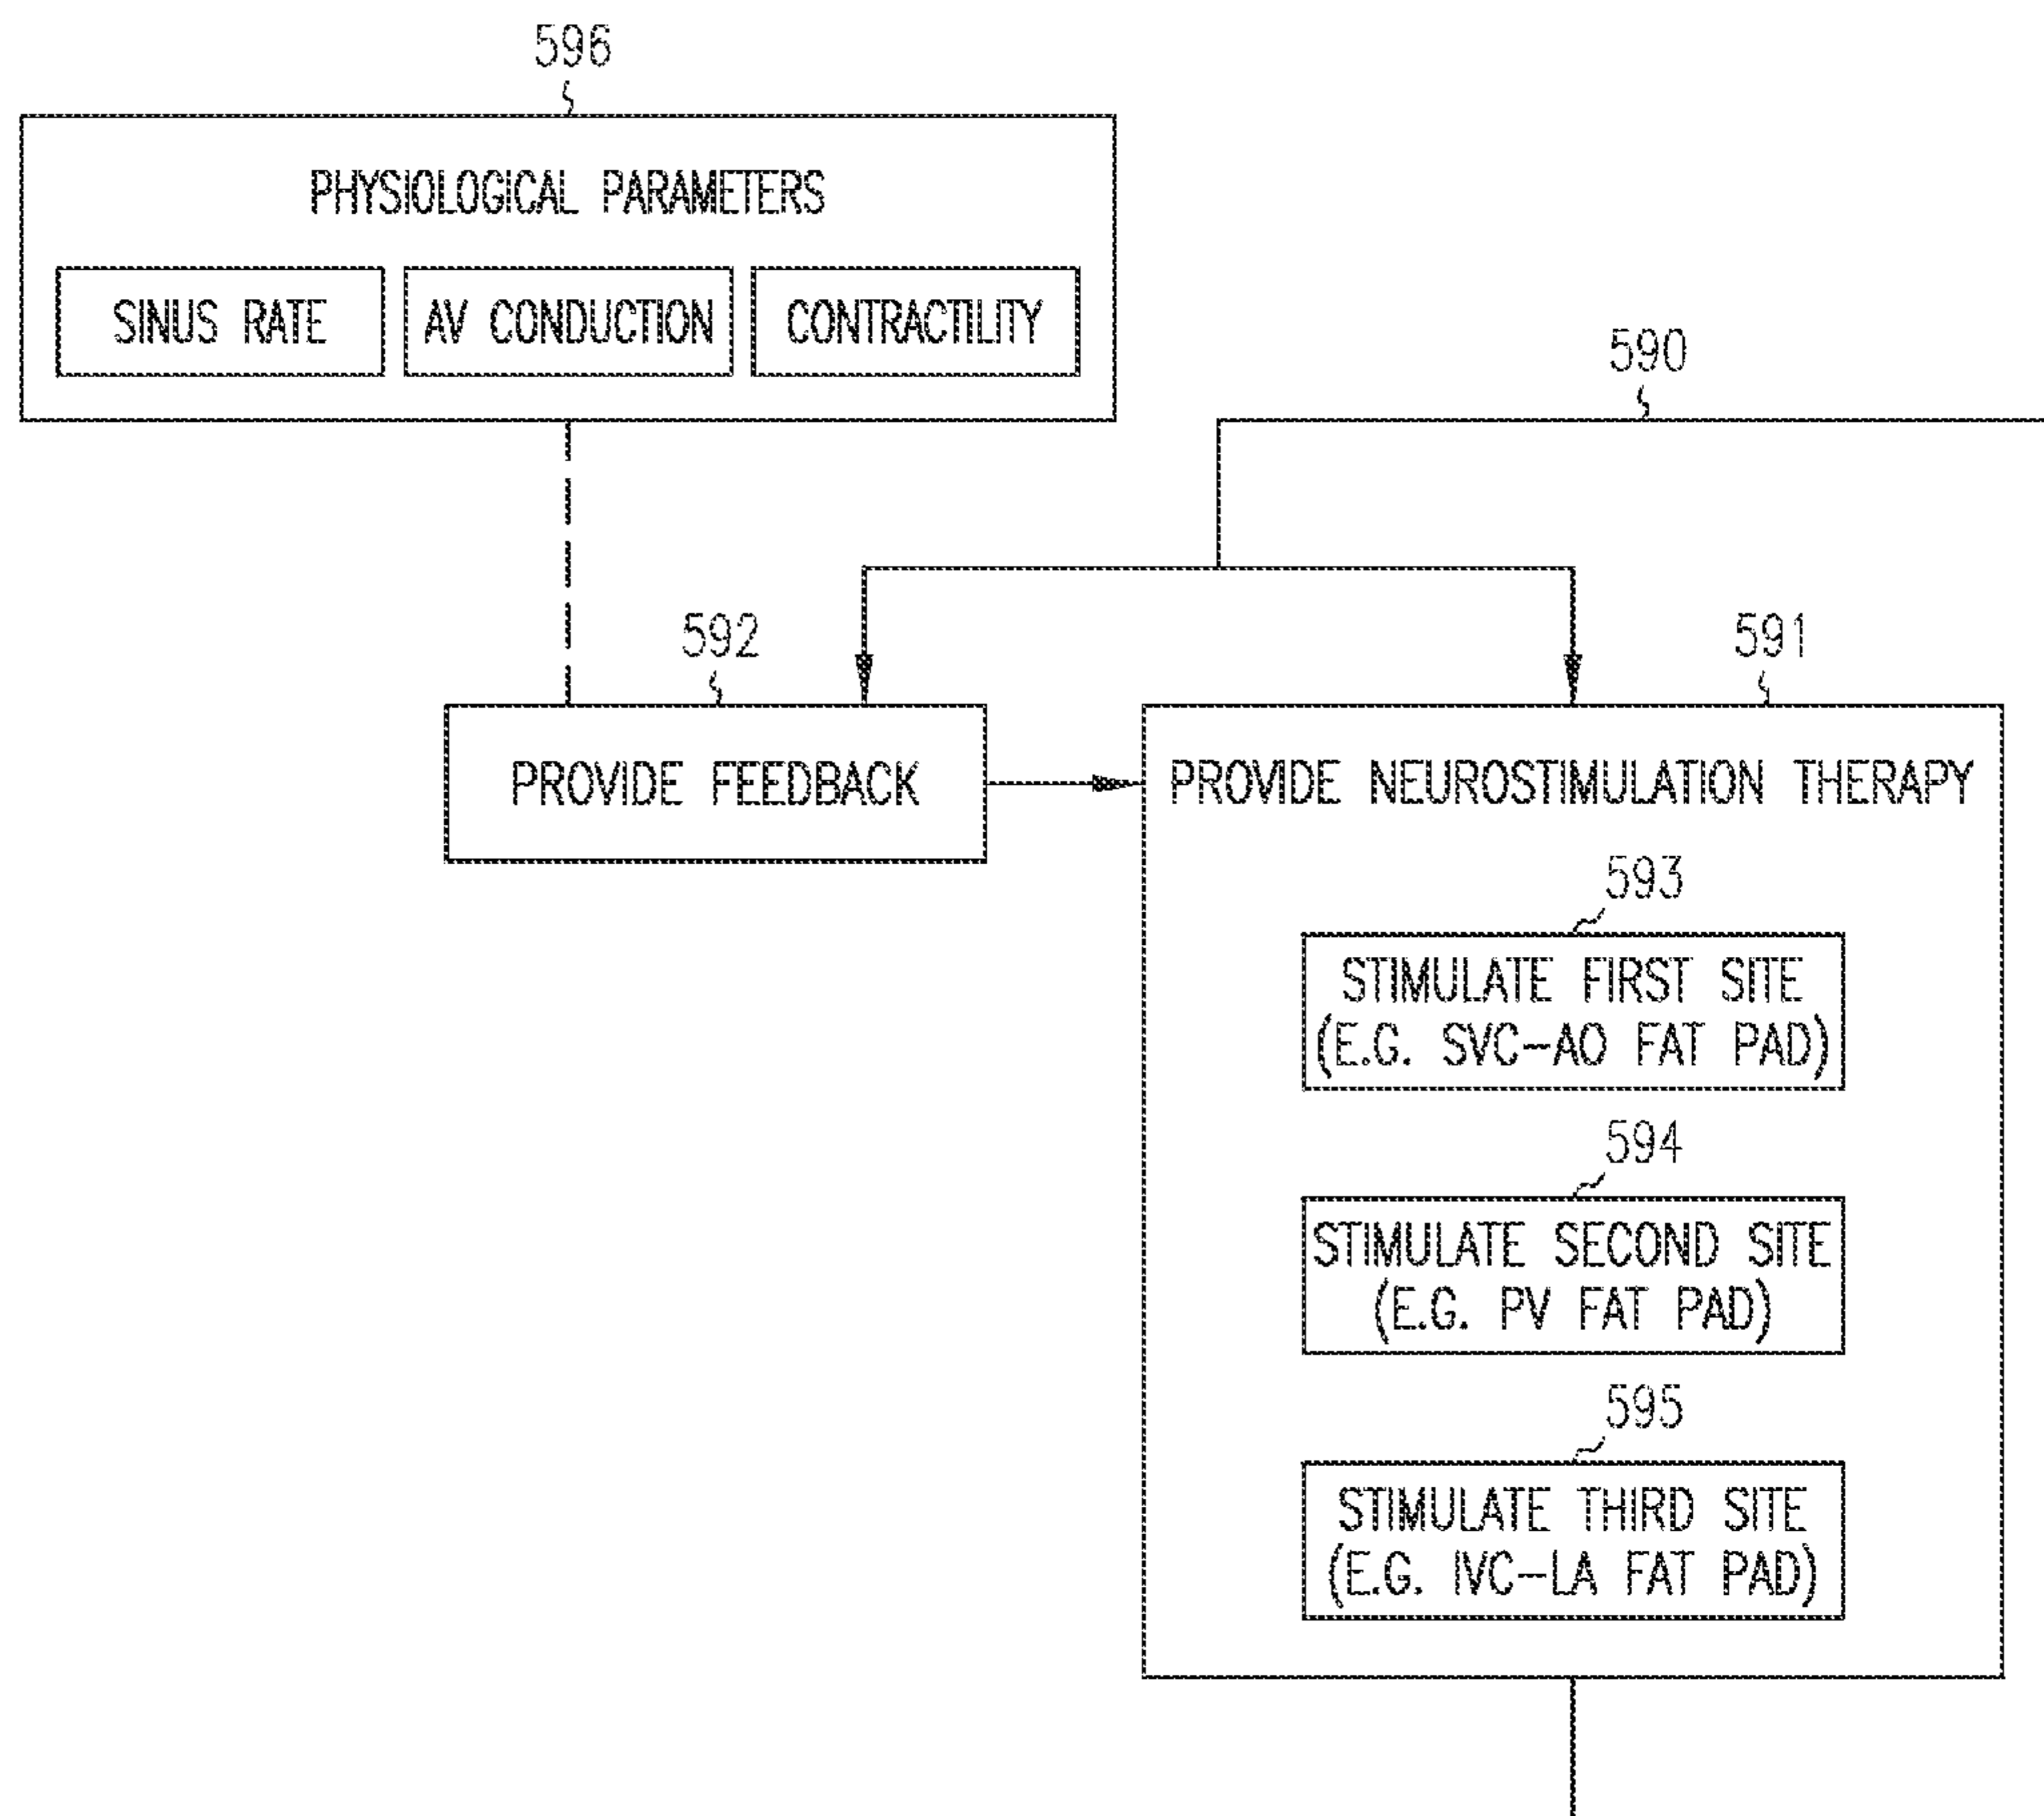 596
PHYSIOLOGICAL PARAMETERS
SINUS RATE
AV CONDUCTION
CONTRACTILITY
590
592
591
PROVIDE FEEDBACK
PROVIDE NEUROSTIMULATION THERAPY
593
STIMULATE FIRST SITE
(E.G. SVC-AO FAT PAD)
594
STIMULATE SECOND SITE
(E.G. PV FAT PAD)
595
STIMULATE THIRD SITE
(E.G. IVC-LA FAT PAD)